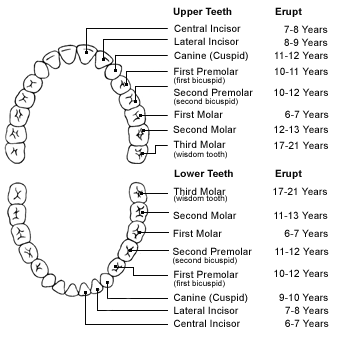 Upper Teeth Erupt
Central Incisor 7-8 Years
Lateral Incisor 8-9 Years
Canine (Cuspid) 11-12 Years
First Premolar 10-11 Years
(first bicuspid)
Second Premolar 10-12 Years
(second bicuspid)
First Molar 6-7 Years
Second Molar 12-13 Years
Third Molar 17-21 Years
(wisdom tooth)
Lower Teeth Erupt
Third Molar 17-21 Years
(wisdom tooth)
Second Molar 11-13 Years
First Molar 6-7 Years
Second Premolar 11-12 Years
(second bicuspid)
First Premolar 10-12 Years
(first bicuspid)
Canine (Cuspid) 9-10 Years
Lateral Incisor 7-8 Years
Central Incisor 6-7 Years